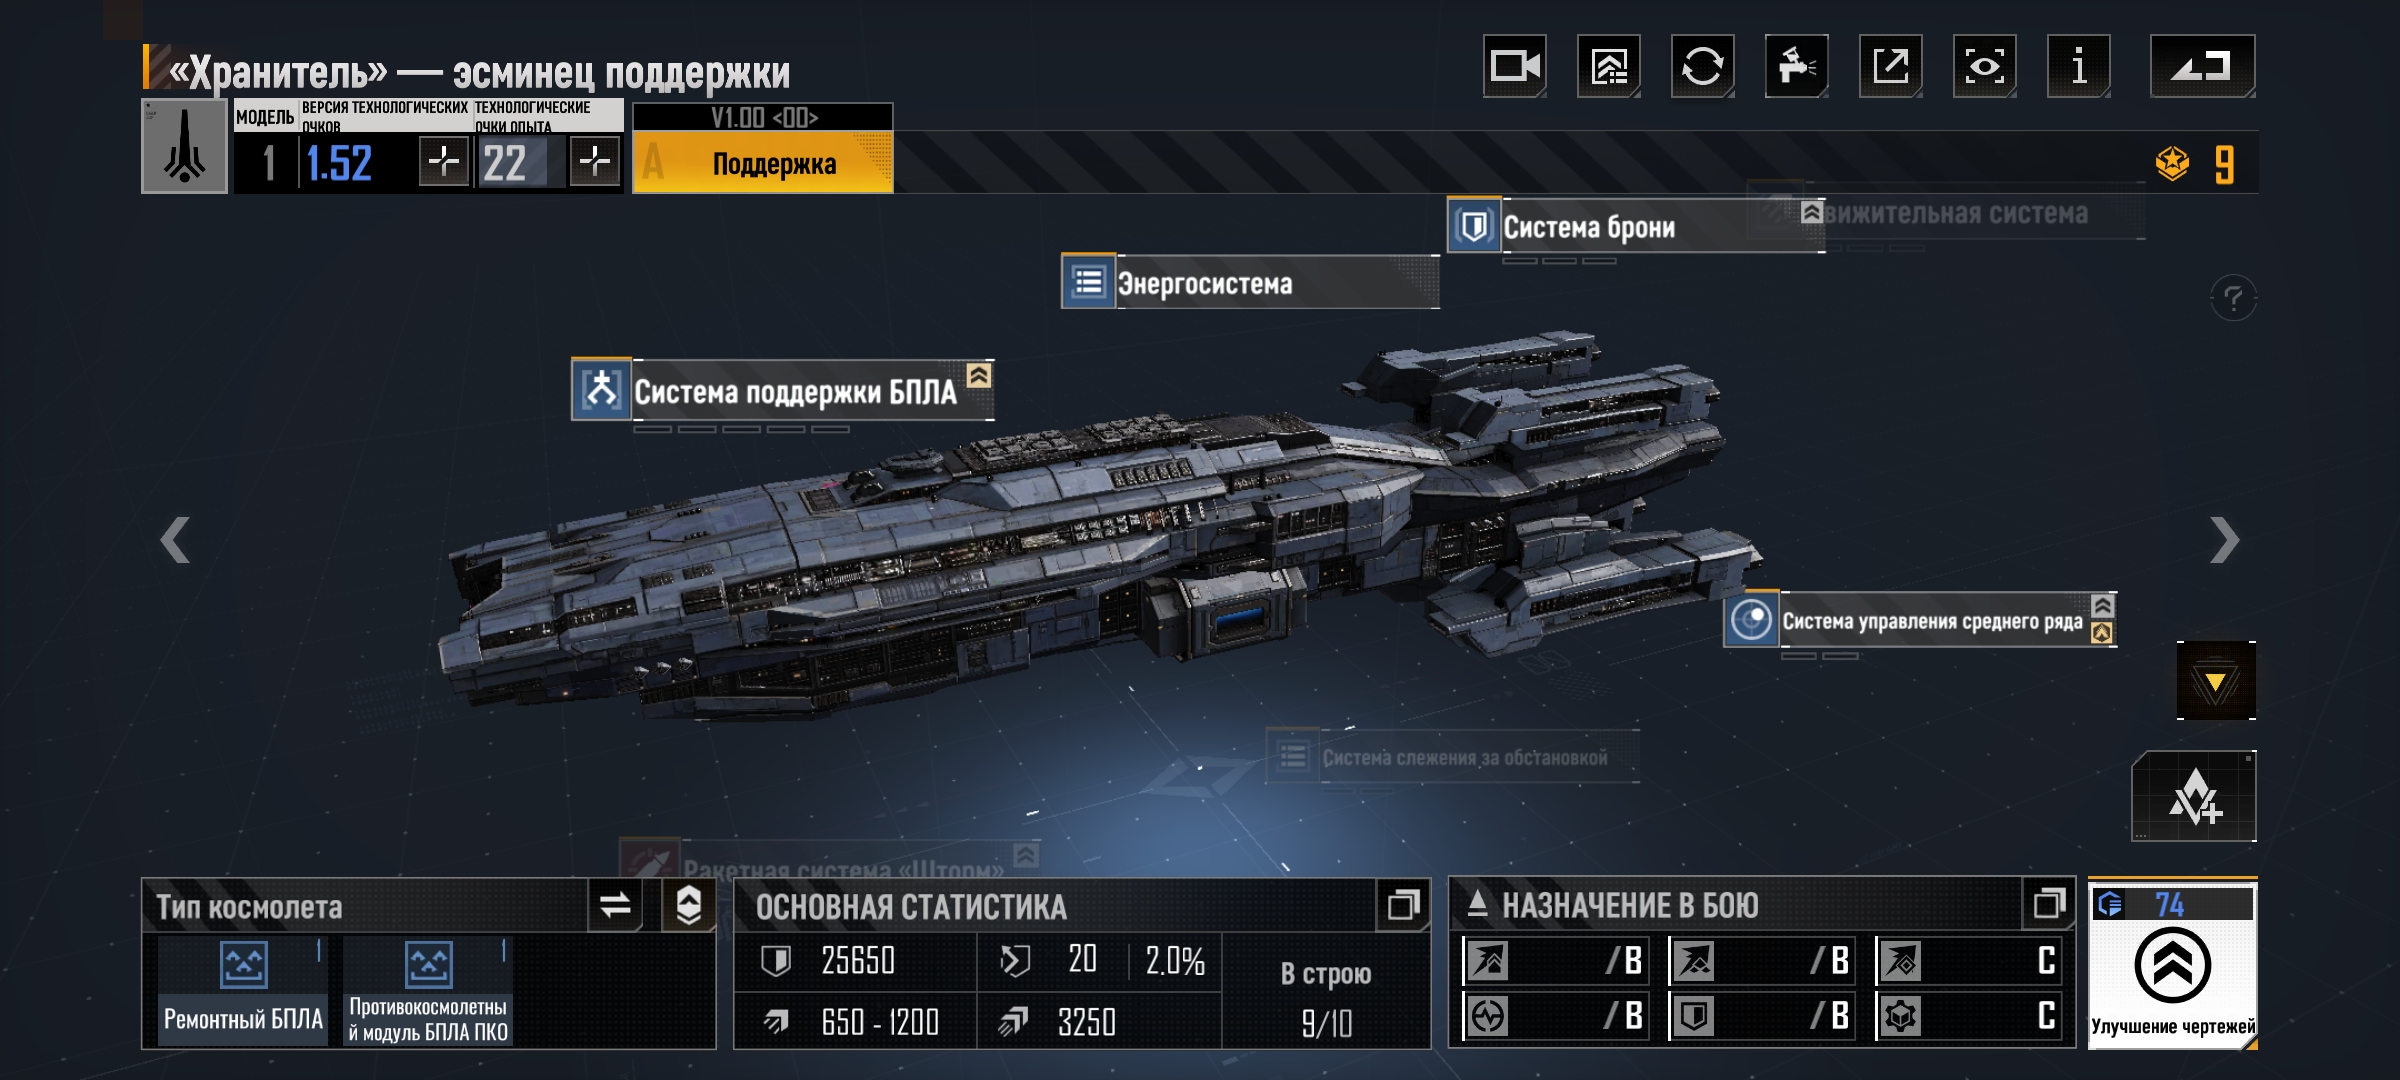 «Хранитель» — эсминец поддержки
МОДЕЛЬ
ВЕРСИЯ ТЕХНОЛОГИЧЕСКИХ
ОЧКОВ
ТЕХНОЛОГИЧЕСКИЕ
ОЧКИ ОПЫТА
1
1.52
22
V1.00 <00>
A
Поддержка
9
Система брони
вижительная система
Энергосистема
Система поддержки БПЛА
Система управления среднего ряда
Система слежения за обстановкой
Ракетная система «Шторм»
Тип космолета
1
Ремонтный БПЛА
1
Противокосмолетны
й модуль БПЛА ПКО
ОСНОВНАЯ СТАТИСТИКА
25650
20
2.0%
650 - 1200
3250
В строю
9/10
НАЗНАЧЕНИЕ В БОЮ
/B
/B
C
/B
/B
C
74
Улучшение чертежей